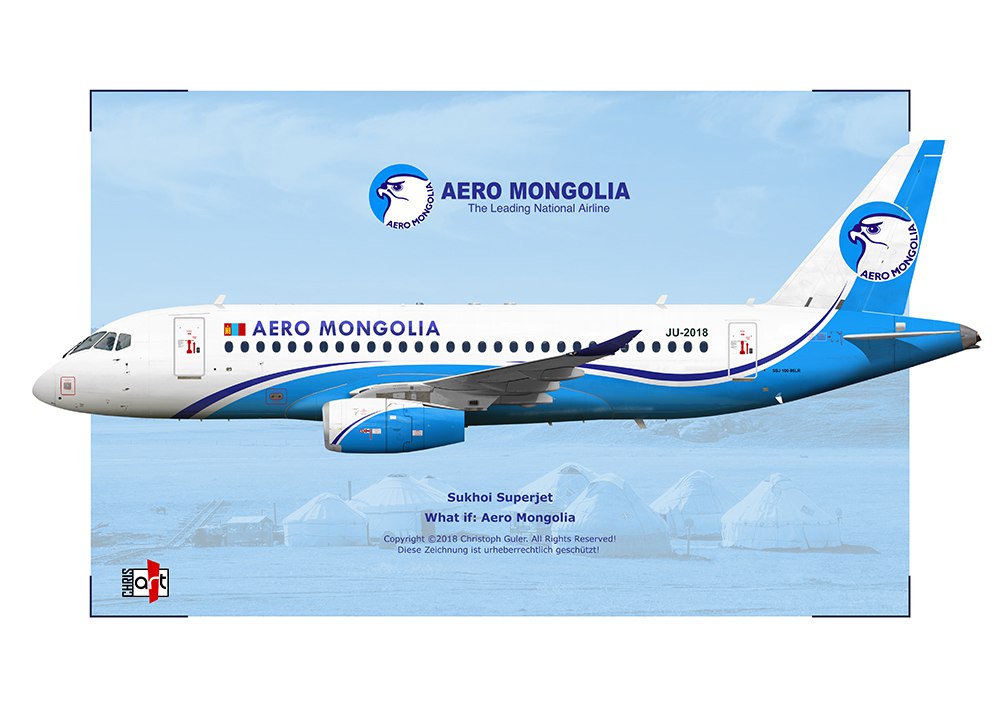 AERO MONGOLIA
The Leading National Airline
AERO MONGOLIA
AERO MONGOLIA
AERO MONGOLIA
JU-2018
Sukhoi Superjet
What if: Aero Mongolia
Copyright ©2018 Christoph Guler. All Rights Reserved!
Diese Zeichnung ist urheberrechtlich geschützt!
CHRIS
art